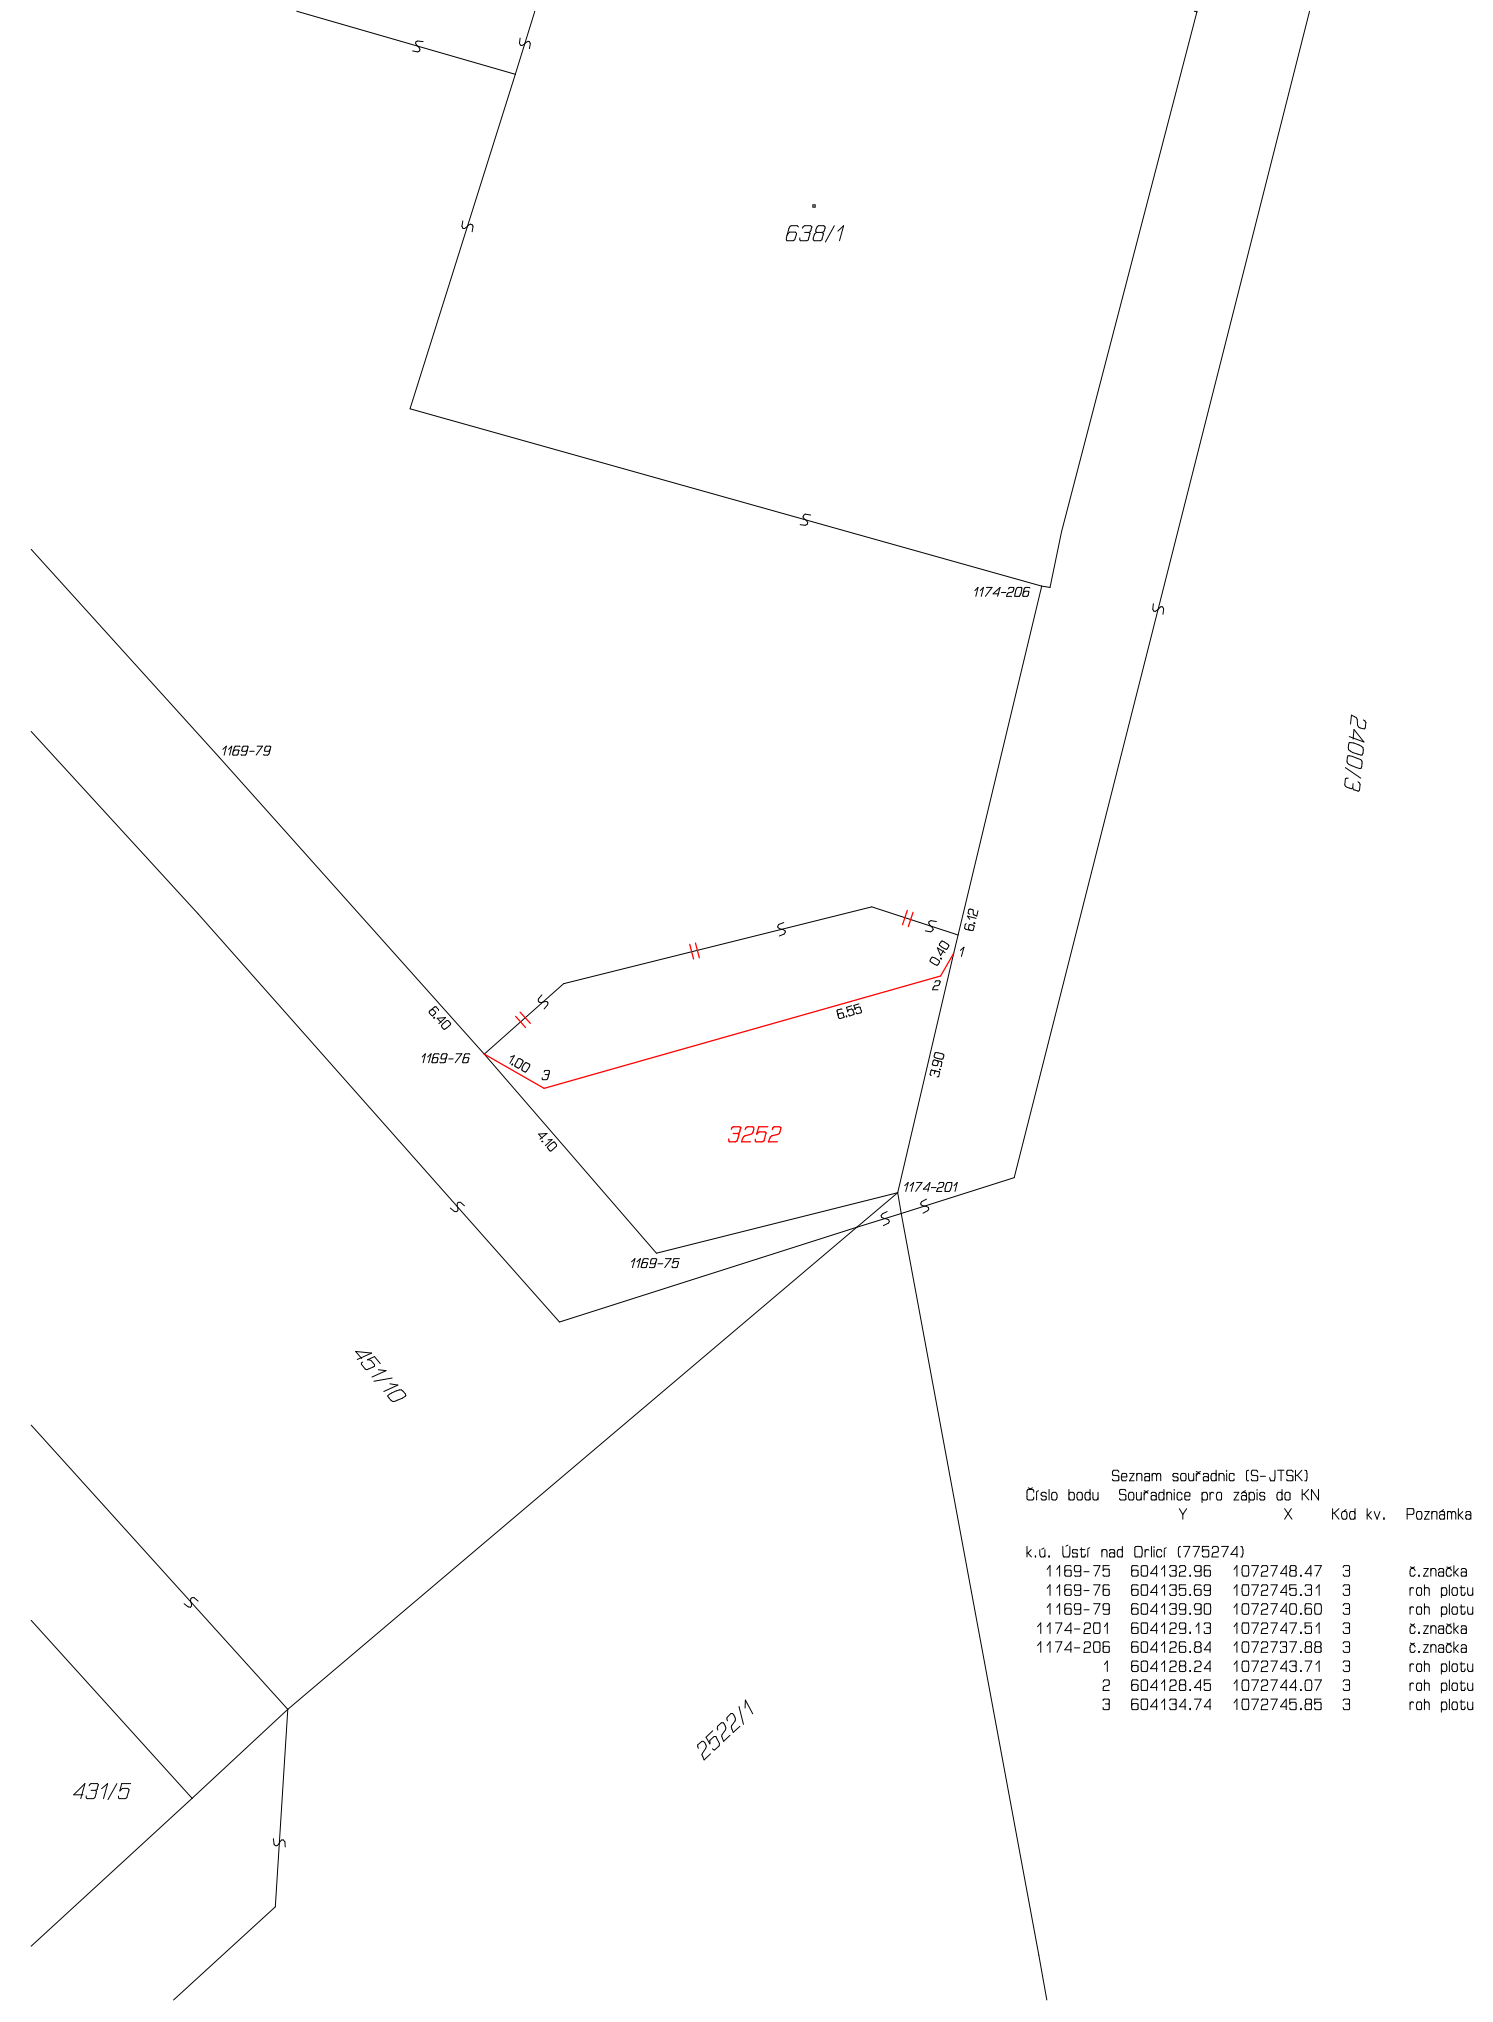 638/1
1174-206
2400/3
1169-79
6.12
0.40
1
2
6.55
6.40
1169-76
1.00
3
3.90
4.10
3252
1174-201
1169-75
451/10
Seznam souřadnic (S-JTSK)
Číslo bodu Souřadnice pro zápis do KN
Y X Kód kv. Poznámka
k.ú. Ústí nad Orlicí (775274)
1169-75 604132.96 1072748.47 3 č.značka
1169-76 604135.69 1072745.31 3 roh plotu
1169-79 604139.90 1072740.60 3 roh plotu
1174-201 604129.13 1072747.51 3 č.značka
1174-206 604126.84 1072737.88 3 č.značka
1 604128.24 1072743.71 3 roh plotu
2 604128.45 1072744.07 3 roh plotu
3 604134.74 1072745.85 3 roh plotu
2522/1
431/5